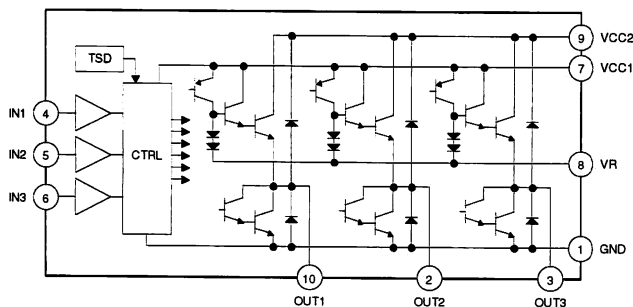 9 VCC2
TSD
7 VCC1
IN1 4
IN2 5
CTRL
8 VR
IN3 6
1 GND
10 2 3
OUT1 OUT2 OUT3